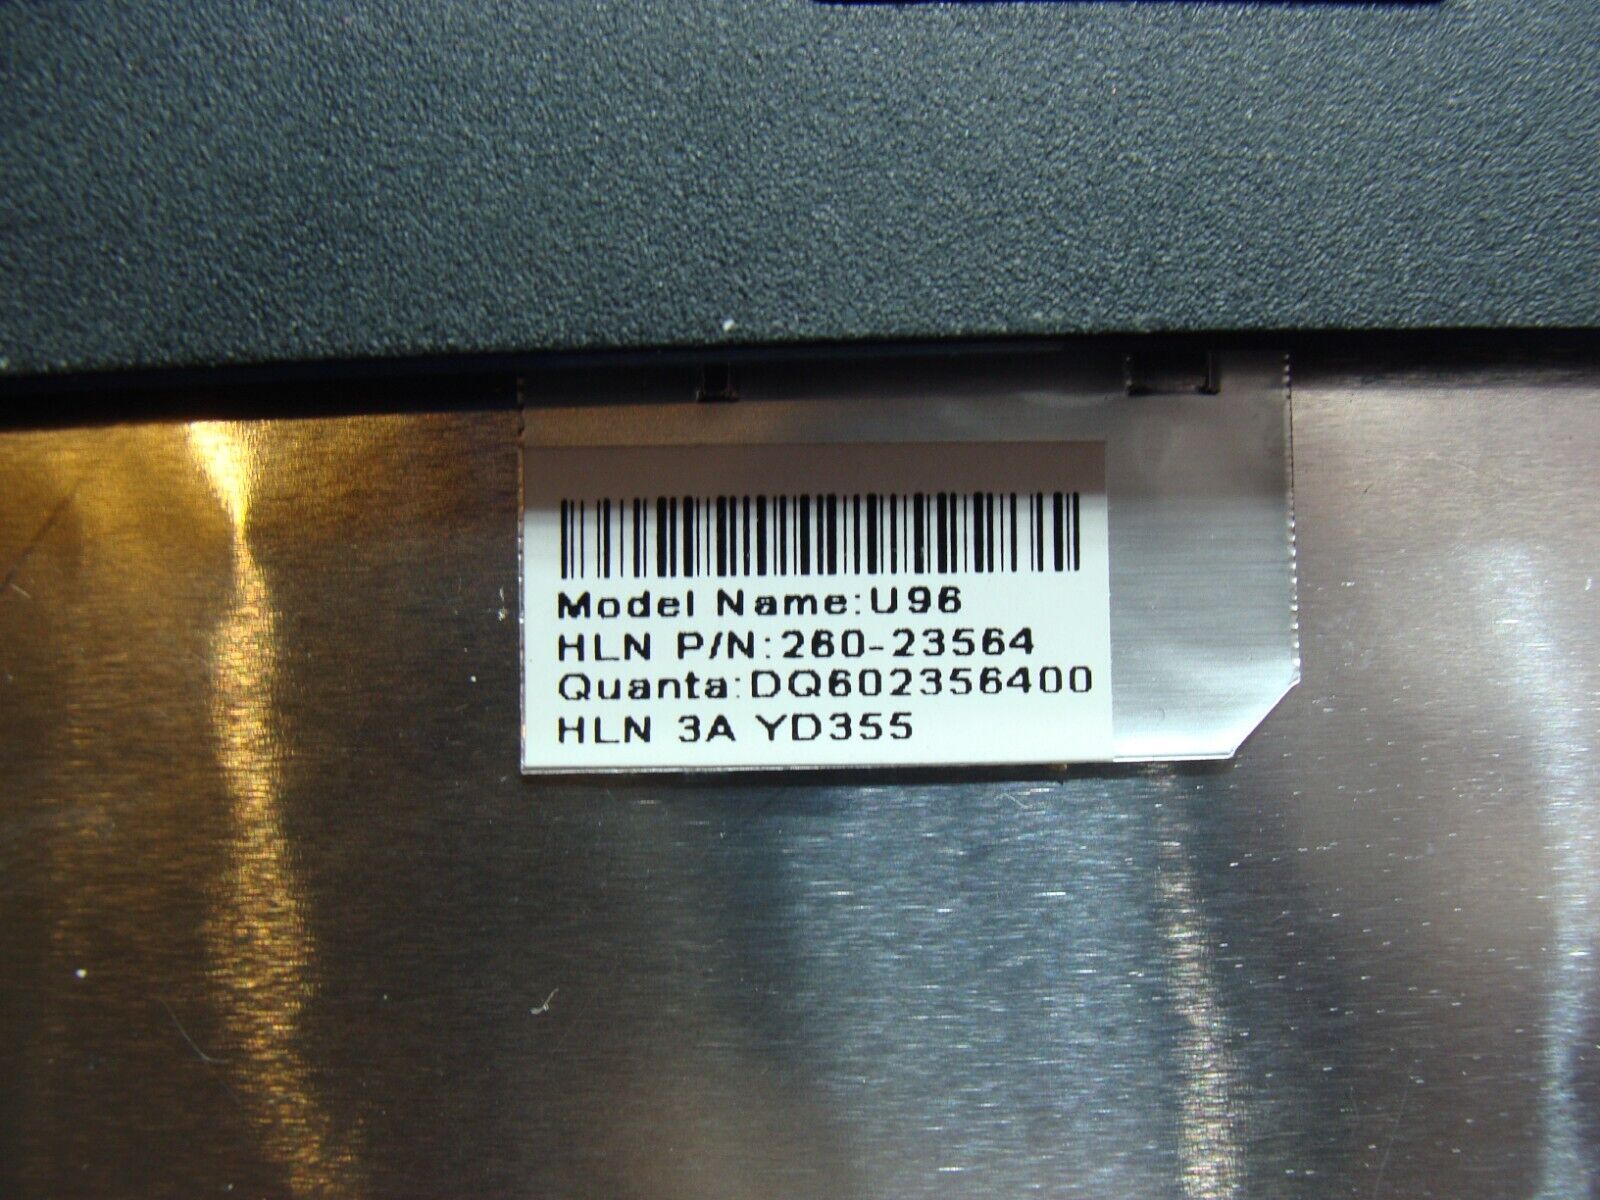 Model Name:U96
HLN P/N:260-23564
Quanta:DQ602356400
HLN 3A YD355